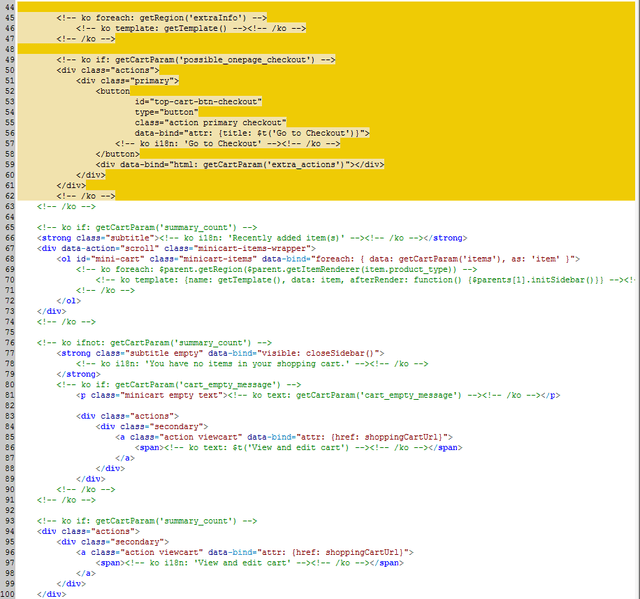 44
45 <!-- ko foreach: getRegion('extraInfo') -->
46 <!-- ko template: getTemplate() --><!-- /ko -->
47 <!-- /ko -->
48
49 <!-- ko if: getCartParam('possible_onepage_checkout') -->
50 <div class="actions">
51 <div class="primary">
52 <button
53 id="top-cart-btn-checkout"
54 type="button"
55 class="action primary checkout"
56 data-bind="attr: {title: $t('Go to Checkout')}">
57 <!-- ko i18n: 'Go to Checkout' --><!-- /ko -->
58 </button>
59 <div data-bind="html: getCartParam('extra_actions')"></div>
60 </div>
61 </div>
62 <!-- /ko -->
63 <!-- /ko -->
64
65 <!-- ko if: getCartParam('summary_count') -->
66 <strong class="subtitle"><!-- ko i18n: 'Recently added item(s)' --><!-- /ko --></strong>
67 <div data-action="scroll" class="minicart-items-wrapper">
68 <ol id="mini-cart" class="minicart-items" data-bind="foreach: { data: getCartParam('items'), as: 'item' }">
69 <!-- ko foreach: $parent.getRegion($parent.getItemRenderer(item.product_type)) -->
70 <!-- ko template: {name: getTemplate(), data: item, afterRender: function() {$parents[1].initSidebar()}} --><!-
71 <!-- /ko -->
72 </ol>
73 </div>
74 <!-- /ko -->
75
76 <!-- ko ifnot: getCartParam('summary_count') -->
77 <strong class="subtitle empty" data-bind="visible: closeSidebar()">
78 <!-- ko i18n: 'You have no items in your shopping cart.' --><!-- /ko -->
79 </strong>
80 <!-- ko if: getCartParam('cart_empty_message') -->
81 <p class="minicart empty text"><!-- ko text: getCartParam('cart_empty_message') --><!-- /ko --></p>
82
83 <div class="actions">
84 <div class="secondary">
85 <a class="action viewcart" data-bind="attr: {href: shoppingCartUrl}">
86 <span><!-- ko text: $t('View and edit cart') --><!-- /ko --></span>
87 </a>
88 </div>
89 </div>
90 <!-- /ko -->
91 <!-- /ko -->
92
93 <!-- ko if: getCartParam('summary_count') -->
94 <div class="actions">
95 <div class="secondary">
96 <a class="action viewcart" data-bind="attr: {href: shoppingCartUrl}">
97 <span><!-- ko i18n: 'View and edit cart' --><!-- /ko --></span>
98 </a>
99 </div>
100 </div>